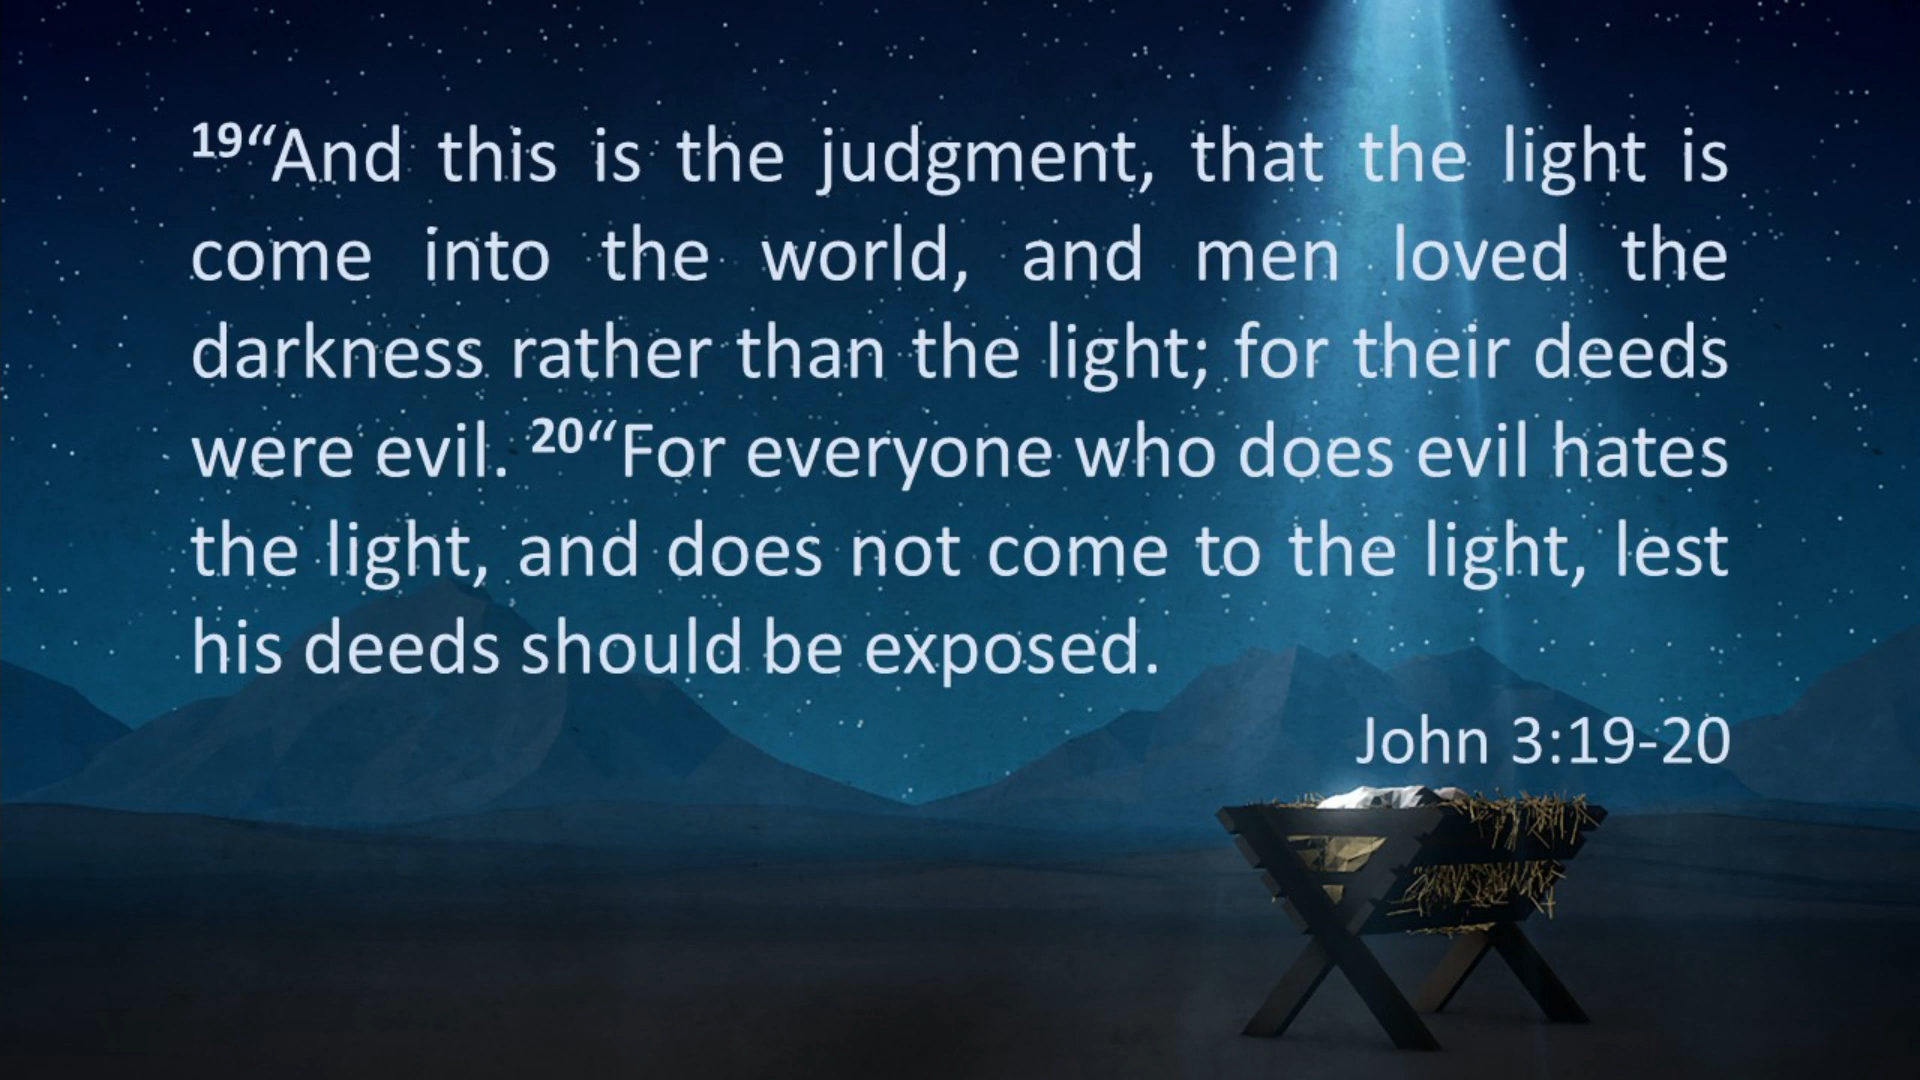 19“And this is the judgment, that the light is
come into the world, and men loved the
darkness rather than the light; for their deeds
were evil. 20“For everyone who does evil hates
the light, and does not come to the light, lest
his deeds should be exposed.
John 3:19-20